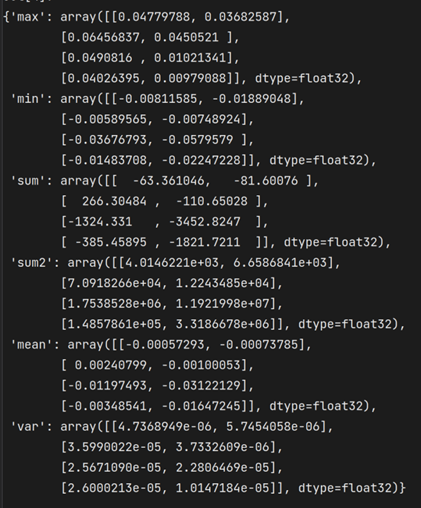 {'max': array([[0.04779788, 0.03682587],
[0.06456837, 0.0450521 ],
[0.0490816 , 0.01021341],
[0.04026395, 0.00979088]], dtype=float32),
'min': array([[-0.00811585, -0.01889048],
[-0.00589565, -0.00748924],
[-0.03676793, -0.0579579 ],
[-0.01483708, -0.02247228]], dtype=float32),
'sum': array([[  -63.361046,   -81.60076 ],
[  266.30484 ,  -110.65028 ],
[-1324.331   , -3452.8247  ],
[ -385.45895 , -1821.7211  ]], dtype=float32),
'sum2': array([[4.0146221e+03, 6.6586841e+03],
[7.0918266e+04, 1.2243485e+04],
[1.7538528e+06, 1.1921998e+07],
[1.4857861e+05, 3.3186678e+06]], dtype=float32),
'mean': array([[-0.00057293, -0.00073785],
[ 0.00240799, -0.00100053],
[-0.01197493, -0.03122129],
[-0.00348541, -0.01647245]], dtype=float32),
'var': array([[4.7368949e-06, 5.7454058e-06],
[3.5990022e-05, 3.7332609e-06],
[2.5671090e-05, 2.2806469e-05],
[2.6000213e-05, 1.0147184e-05]], dtype=float32)}